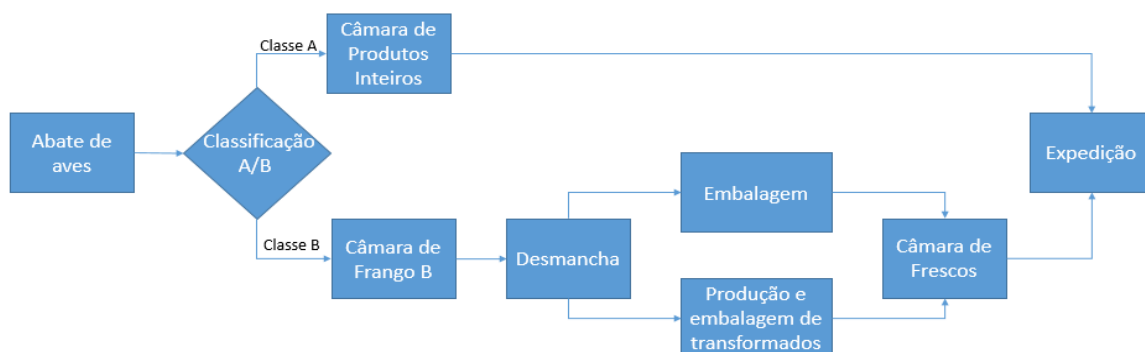 Abate de
aves
Classificação
A/B
Classe A
Câmara de
Produtos
Inteiros
Classe B
Câmara de
Frango B
Desmancha
Embalagem
Produção e
embalagem de
transformados
Câmara de
Frescos
Expedição